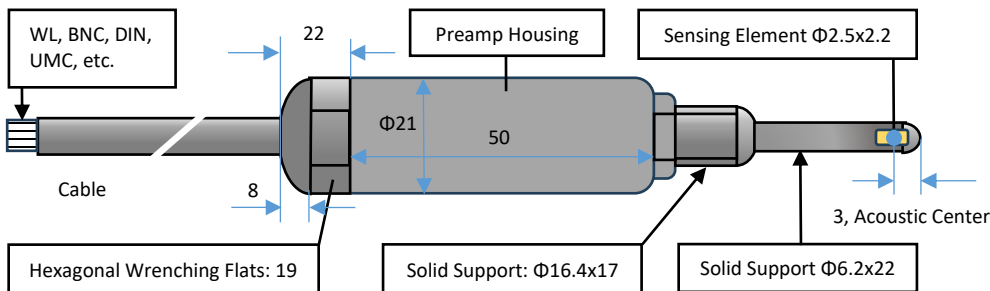 WL, BNC, DIN,
UMC, etc.
22
Preamp Housing
Sensing Element Φ2.5x2.2
Φ21
50
Cable
8
3, Acoustic Center
Hexagonal Wrenching Flats: 19
Solid Support: Φ16.4x17
Solid Support Φ6.2x22